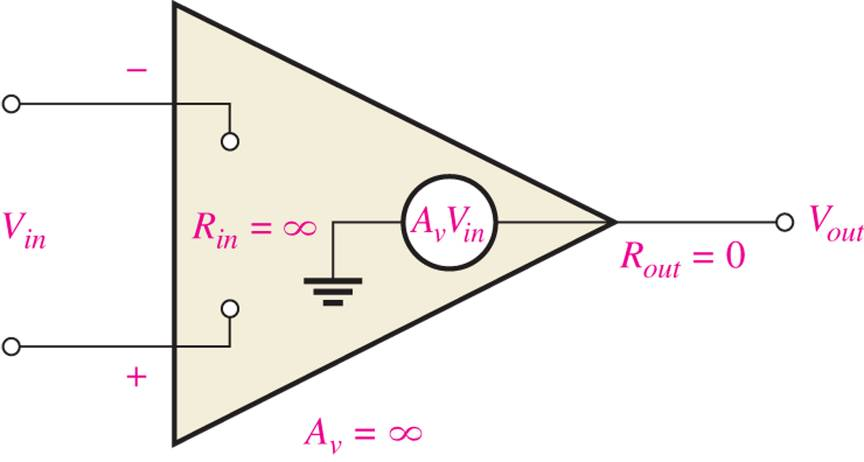 −
V_in
R_in = ∞
A_vV_in
V_out
R_out = 0
+
A_v = ∞